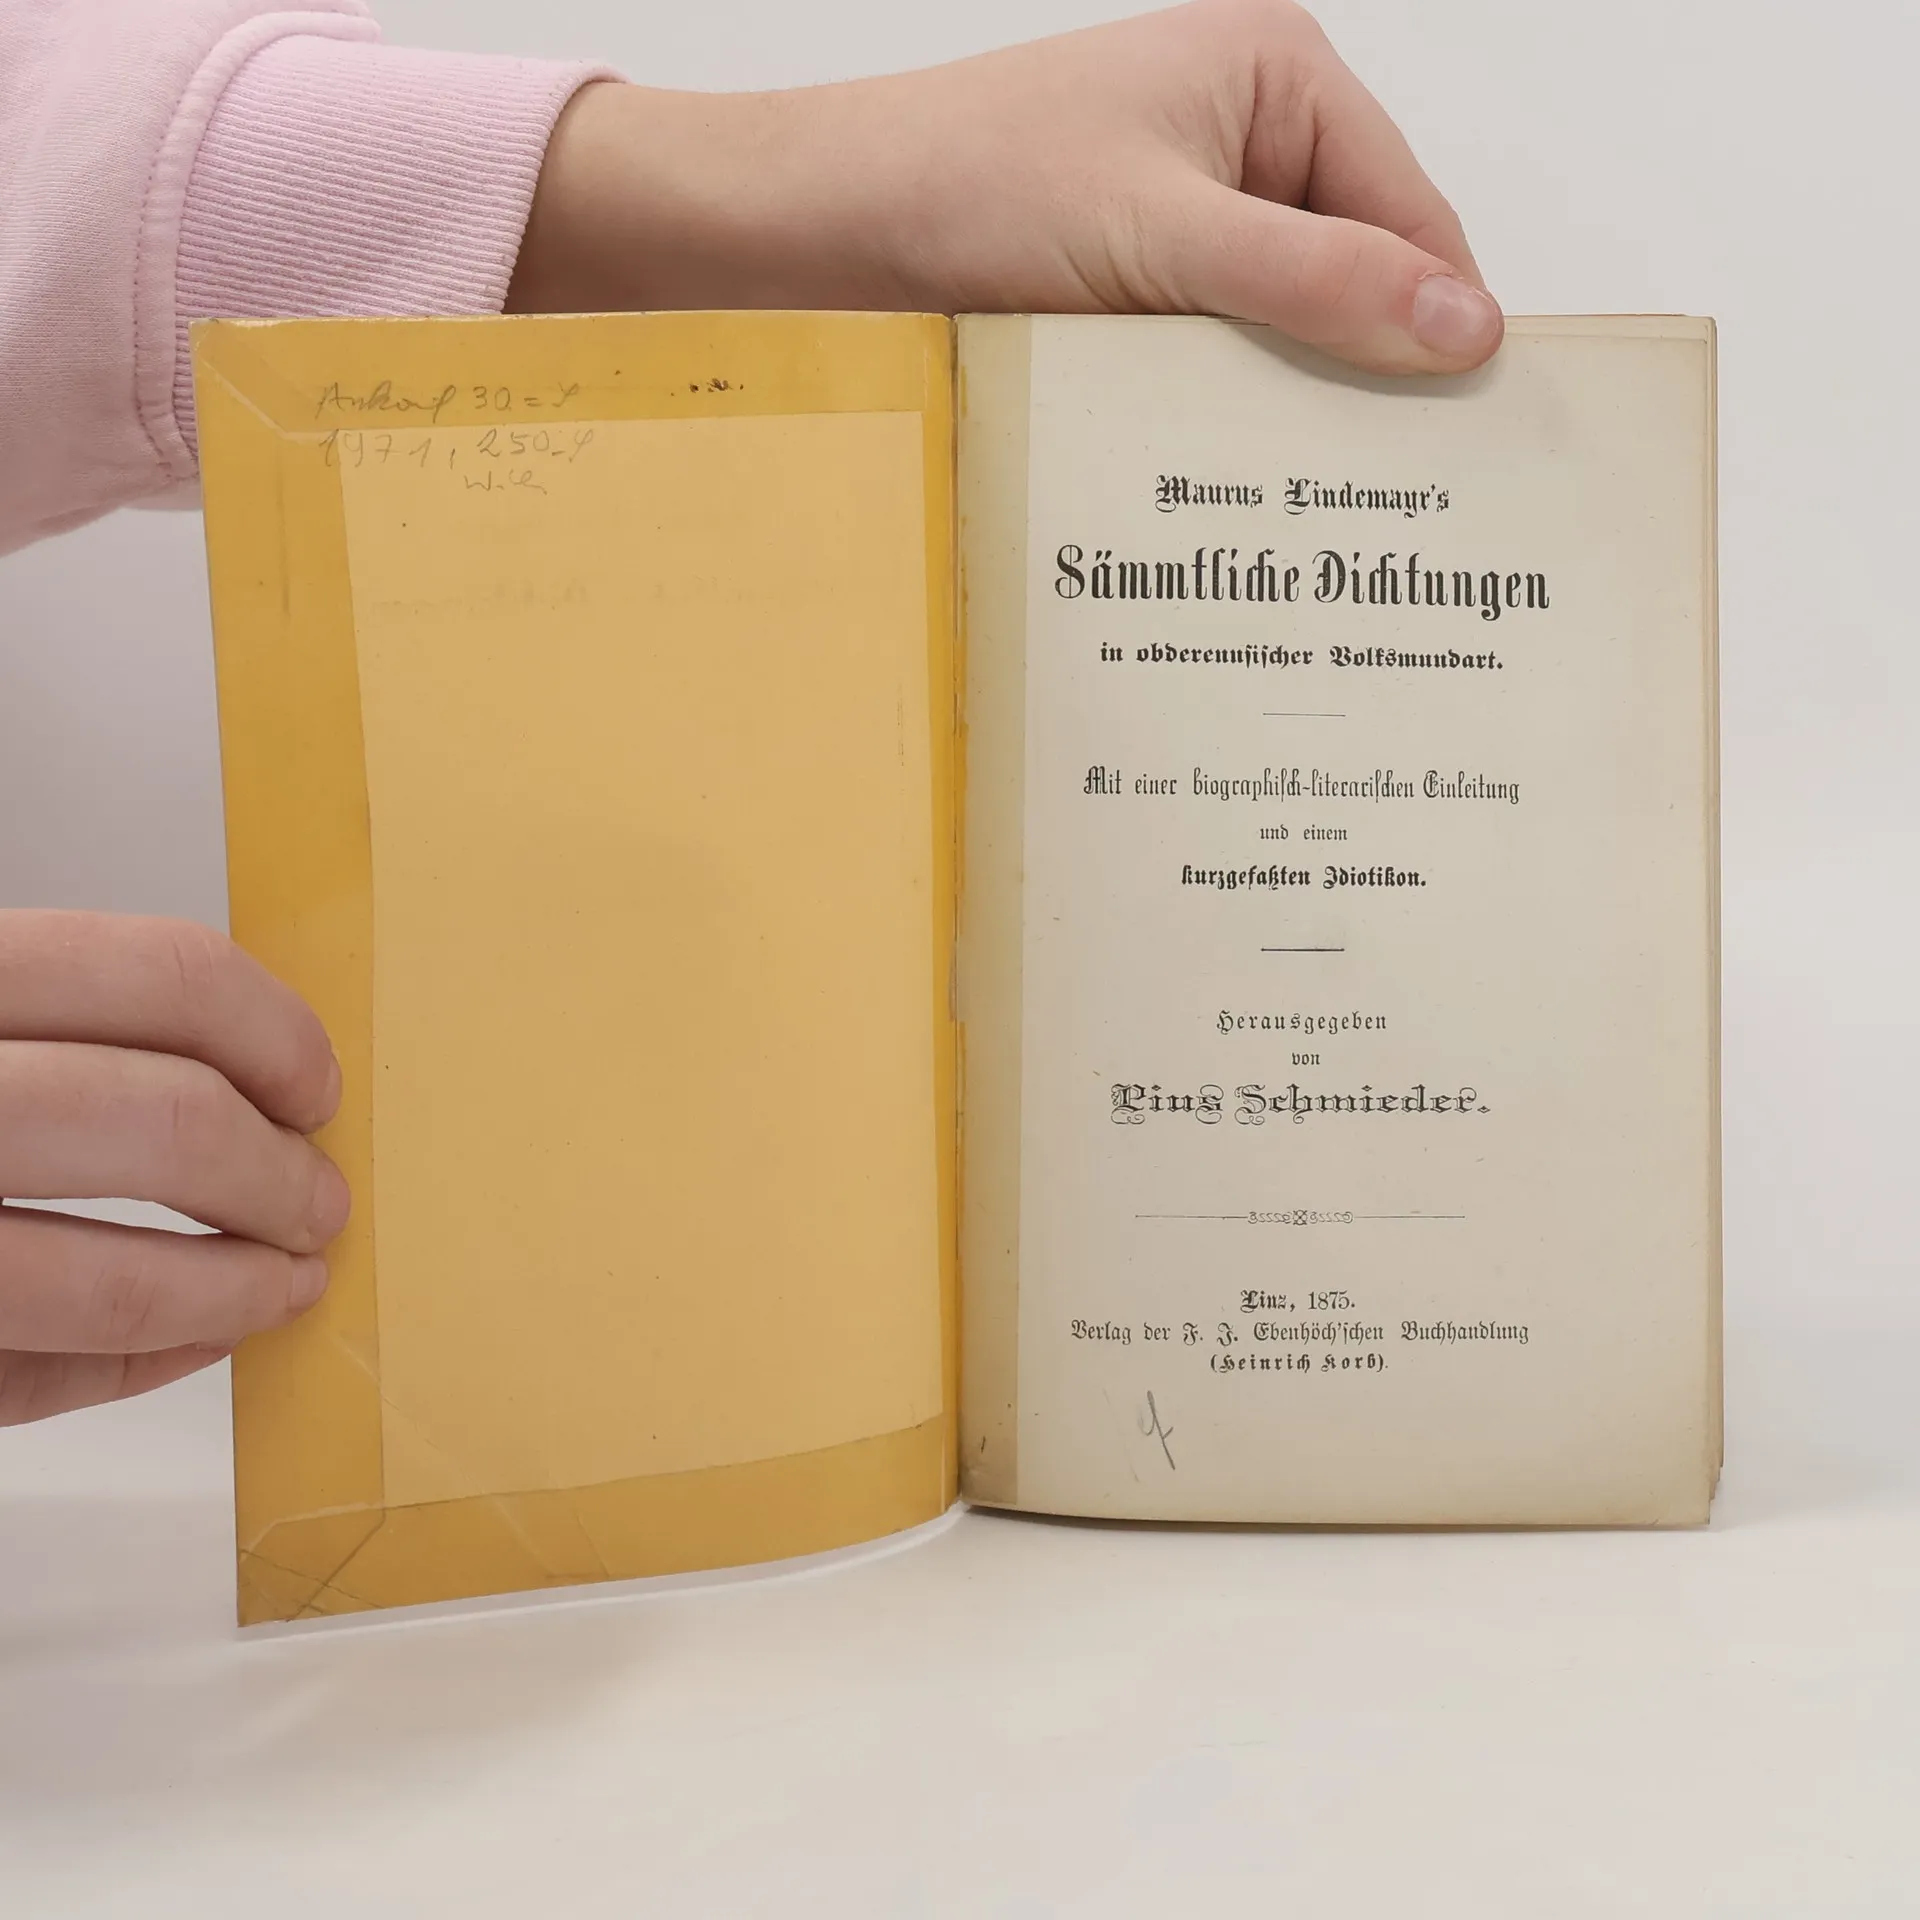 Ankauf 30.=
1971, 250.-
Maurus Lindemayr's
Sämmtliche Dichtungen
in obderennsischer Volksmundart.
Mit einer biographisch-literarischen Einleitung
und einem
kurzgefaßten Idiotikon.
Herausgegeben
von
Pius Schmieder.
Linz, 1875.
Verlag der F. J. Ebenhöch'schen Buchhandlung
(Heinrich Korb).